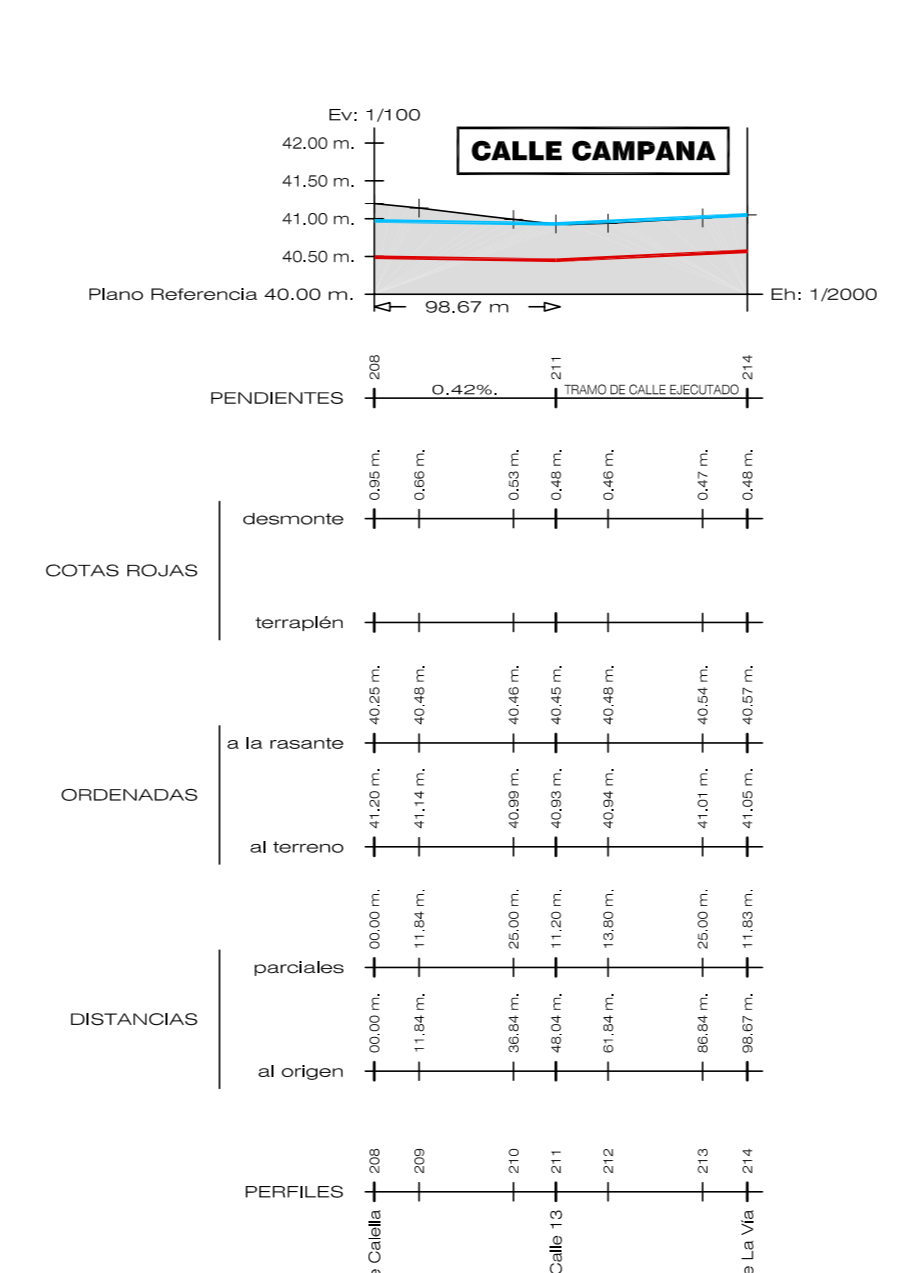 Ev: 1/100
42.00 m.
CALLE CAMPANA
41.50 m.
41.00 m.
40.50 m.
Plano Referencia 40.00 m.
Eh: 1/2000
98.67 m
208 211 214
PENDIENTES 0.42%. TRAMO DE CALLE EJECUTADO
0.95 m. 0.66 m. 0.53 m. 0.48 m. 0.46 m. 0.47 m. 0.48 m.
desmonte
COTAS ROJAS
terraplén
40.25 m. 40.48 m. 40.46 m. 40.45 m. 40.48 m. 40.54 m. 40.57 m.
a la rasante
ORDENADAS
41.20 m. 41.14 m. 40.99 m. 40.93 m. 40.94 m. 41.01 m. 41.05 m.
al terreno
00.00 m. 11.84 m. 25.00 m. 11.20 m. 13.80 m. 25.00 m. 11.83 m.
parciales
DISTANCIAS
00.00 m. 11.84 m. 36.84 m. 48.04 m. 61.84 m. 86.84 m. 98.67 m.
al origen
208 209 210 211 212 213 214
PERFILES
e Calella
Calle 13
e La Vía